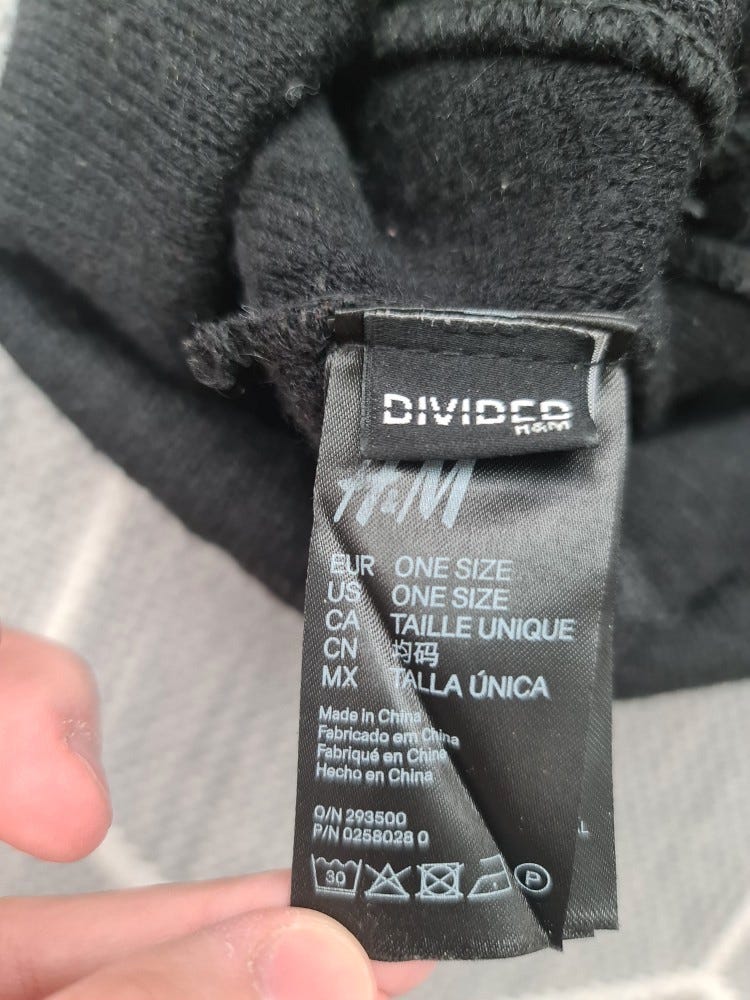 DIVIDED
H&M
H&M
EUR ONE SIZE
US ONE SIZE
CA TAILLE UNIQUE
CN 均码
MX TALLA ÚNICA
Made in China
Fabricado em China
Fabriqué en Chine
Hecho en China
O/N 293500
P/N 0258028 0
30
P
L